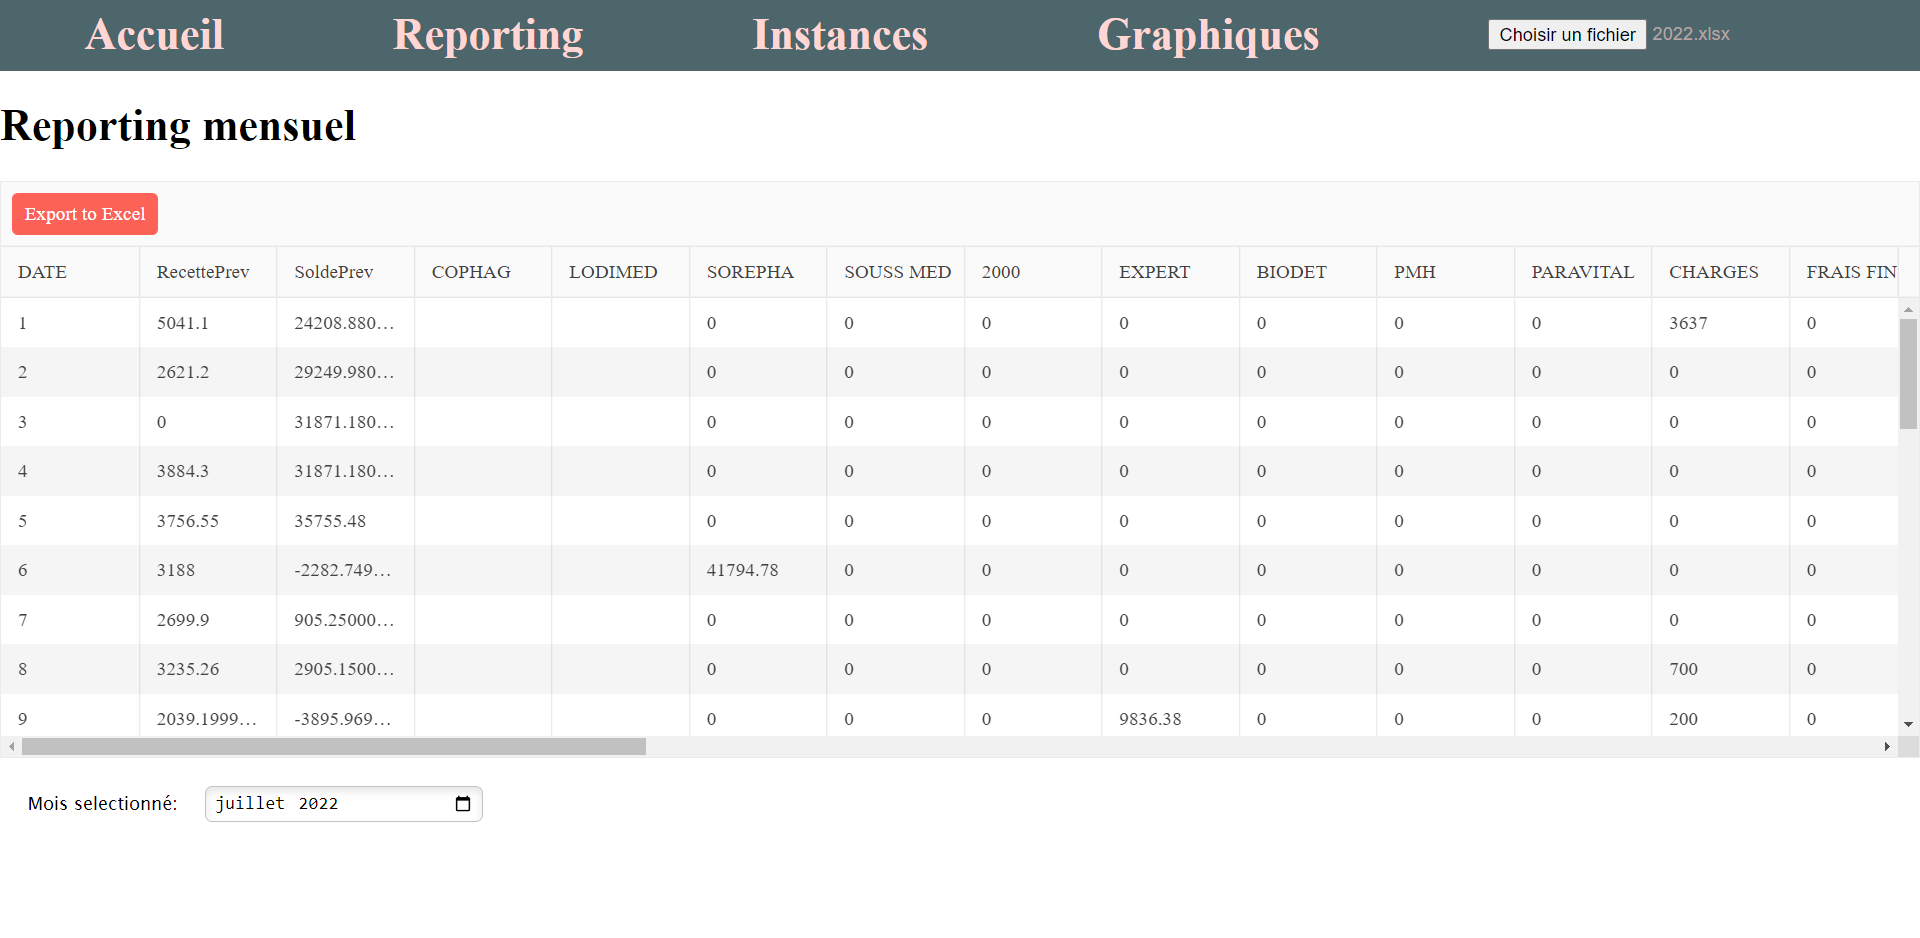 Accueil Reporting Instances Graphiques Choisir un fichier 2022.xlsx
Reporting mensuel
Export to Excel
DATE RecettePrev SoldePrev COPHAG LODIMED SOREPHA SOUSS MED 2000 EXPERT BIODET PMH PARAVITAL CHARGES FRAIS FIN
1 5041.1 24208.880... 0 0 0 0 0 0 0 3637 0
2 2621.2 29249.980... 0 0 0 0 0 0 0 0 0
3 0 31871.180... 0 0 0 0 0 0 0 0 0
4 3884.3 31871.180... 0 0 0 0 0 0 0 0 0
5 3756.55 35755.48 0 0 0 0 0 0 0 0 0
6 3188 -2282.749... 41794.78 0 0 0 0 0 0 0 0
7 2699.9 905.25000... 0 0 0 0 0 0 0 0 0
8 3235.26 2905.1500... 0 0 0 0 0 0 0 700 0
9 2039.1999... -3895.969... 0 0 0 9836.38 0 0 0 200 0
Mois selectionné: juillet 2022